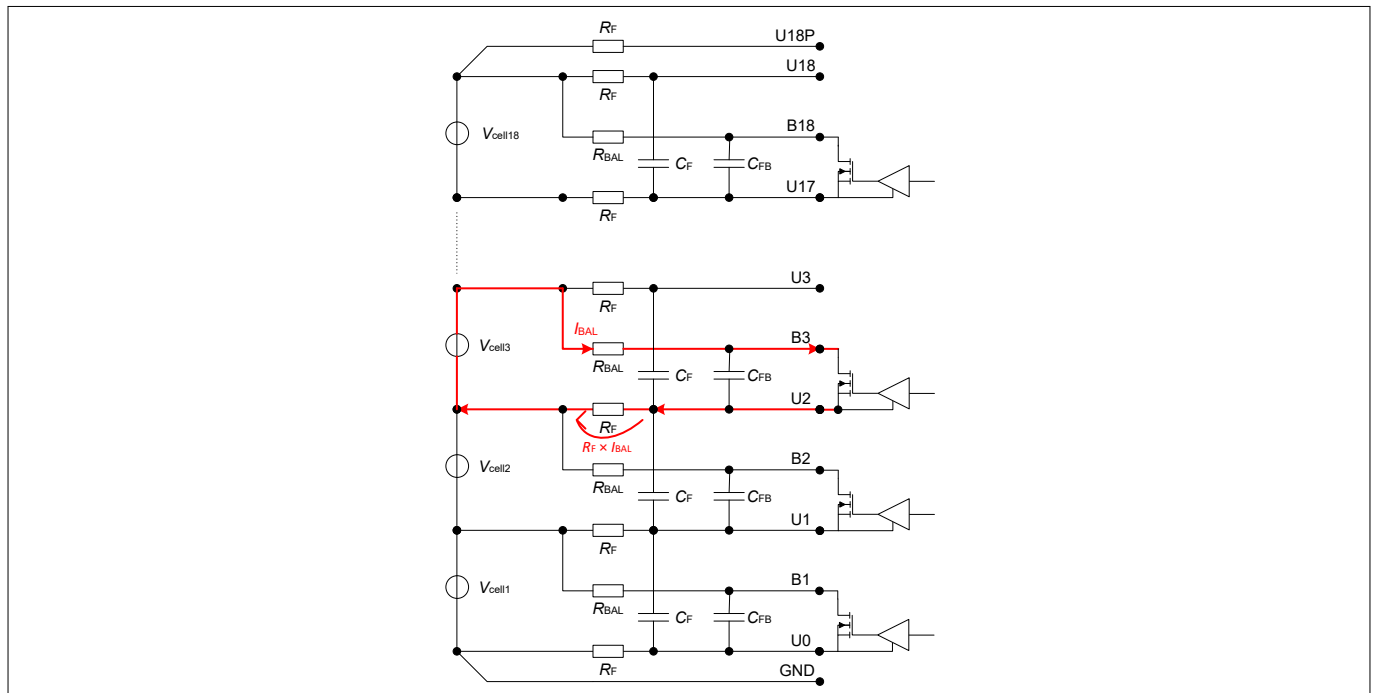 RF
U18P
U18
RF
B18
Vcell18
RBAL
CF
CFB
U17
RF
U3
RF
IBAL
B3
Vcell3
RBAL
CF
CFB
U2
RF
RF × IBAL
B2
Vcell2
RBAL
CF
CFB
U1
RF
B1
Vcell1
RBAL
CF
CFB
U0
RF
GND